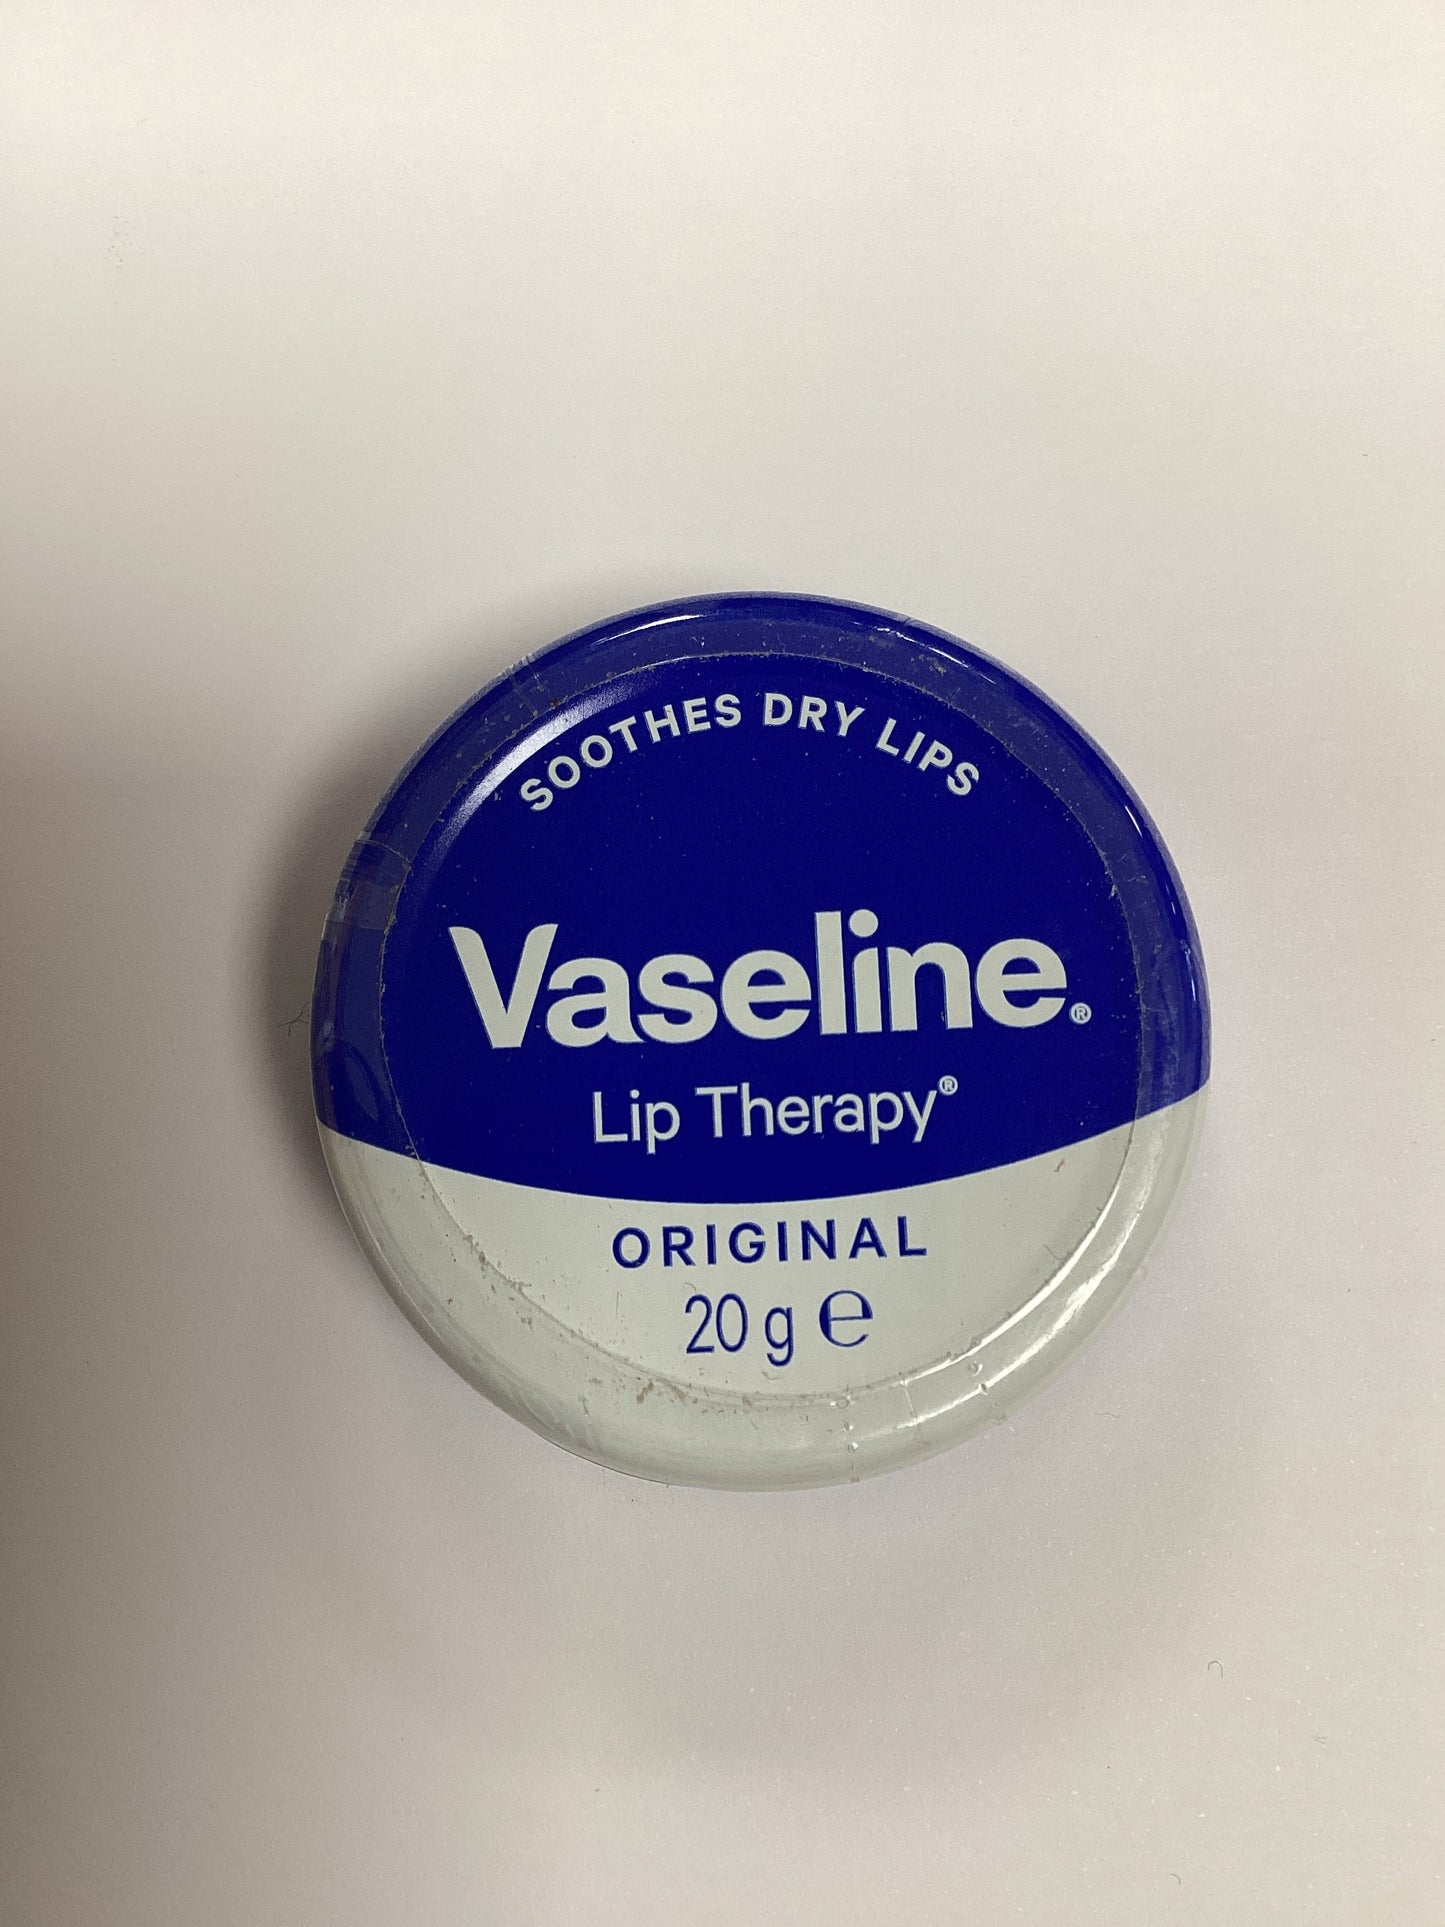 SOOTHES DRY LIPS
Vaseline®
Lip Therapy®
ORIGINAL
20 g ℮